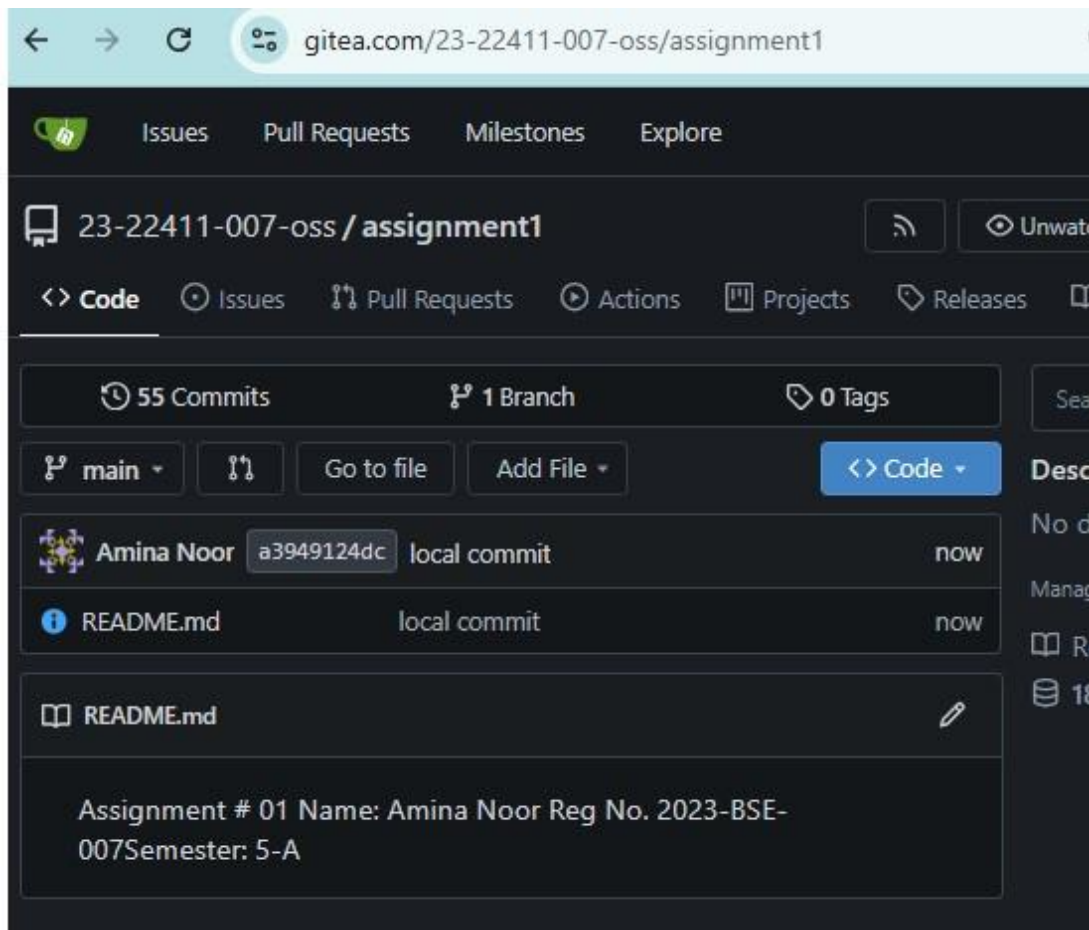 gitea.com/23-22411-007-oss/assignment1
Issues Pull Requests Milestones Explore
23-22411-007-oss / assignment1
Code Issues Pull Requests Actions Projects Releases
55 Commits 1 Branch 0 Tags
main Go to file Add File Code
Amina Noor a3949124dc local commit now
README.md local commit now
README.md
Assignment # 01 Name: Amina Noor Reg No. 2023-BSE-
007Semester: 5-A